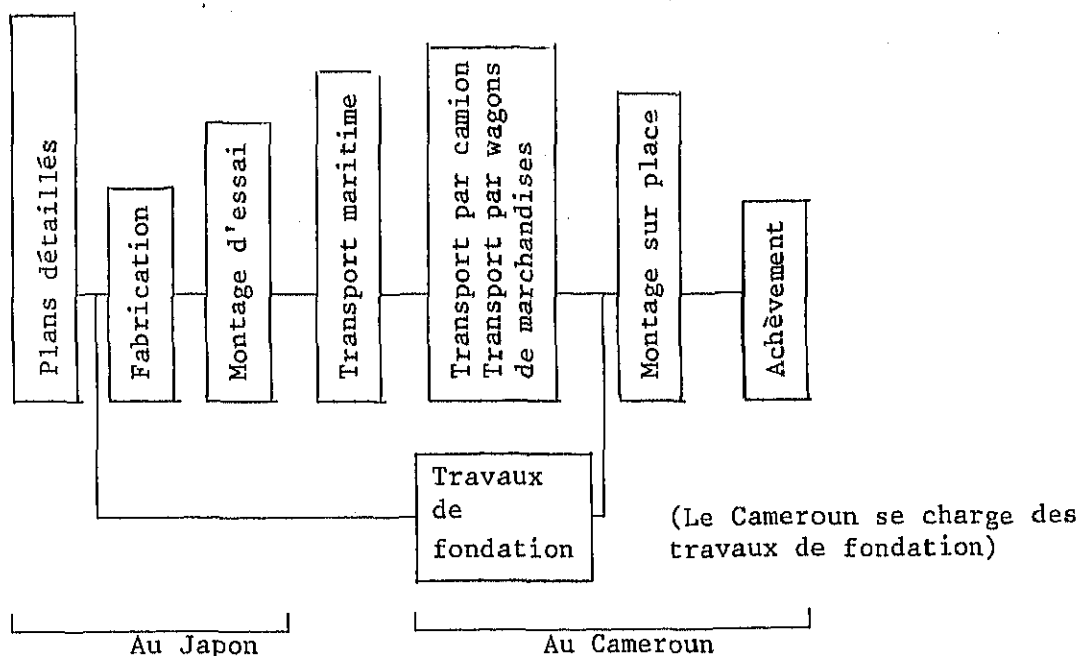 Plans détaillés
Fabrication
Montage d'essai
Transport maritime
Transport par camion
Transport par wagons
de marchandises
Montage sur place
Achèvement
Travaux
de
fondation
(Le Cameroun se charge des
travaux de fondation)
Au Japon
Au Cameroun